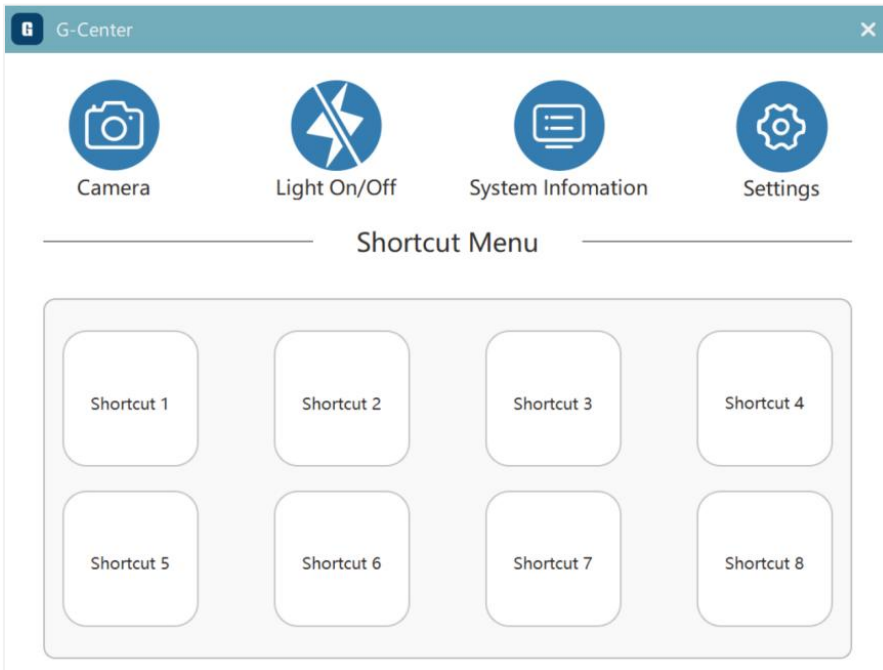 G G-Center
Camera Light On/Off System Infomation Settings
Shortcut Menu
Shortcut 1 Shortcut 2 Shortcut 3 Shortcut 4
Shortcut 5 Shortcut 6 Shortcut 7 Shortcut 8